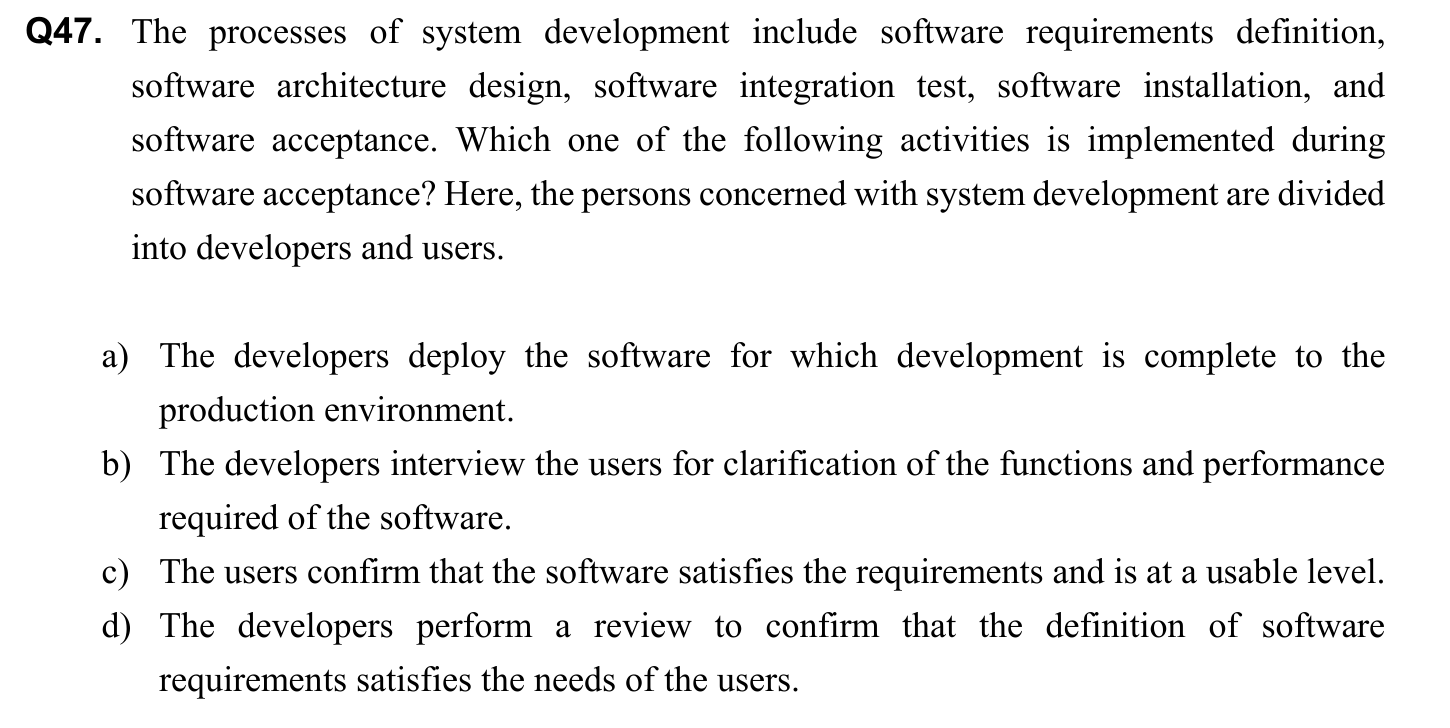 Q47. The processes of system development include software requirements definition,
software architecture design, software integration test, software installation, and
software acceptance. Which one of the following activities is implemented during
software acceptance? Here, the persons concerned with system development are divided
into developers and users.
a) The developers deploy the software for which development is complete to the
production environment.
b) The developers interview the users for clarification of the functions and performance
required of the software.
c) The users confirm that the software satisfies the requirements and is at a usable level.
d) The developers perform a review to confirm that the definition of software
requirements satisfies the needs of the users.